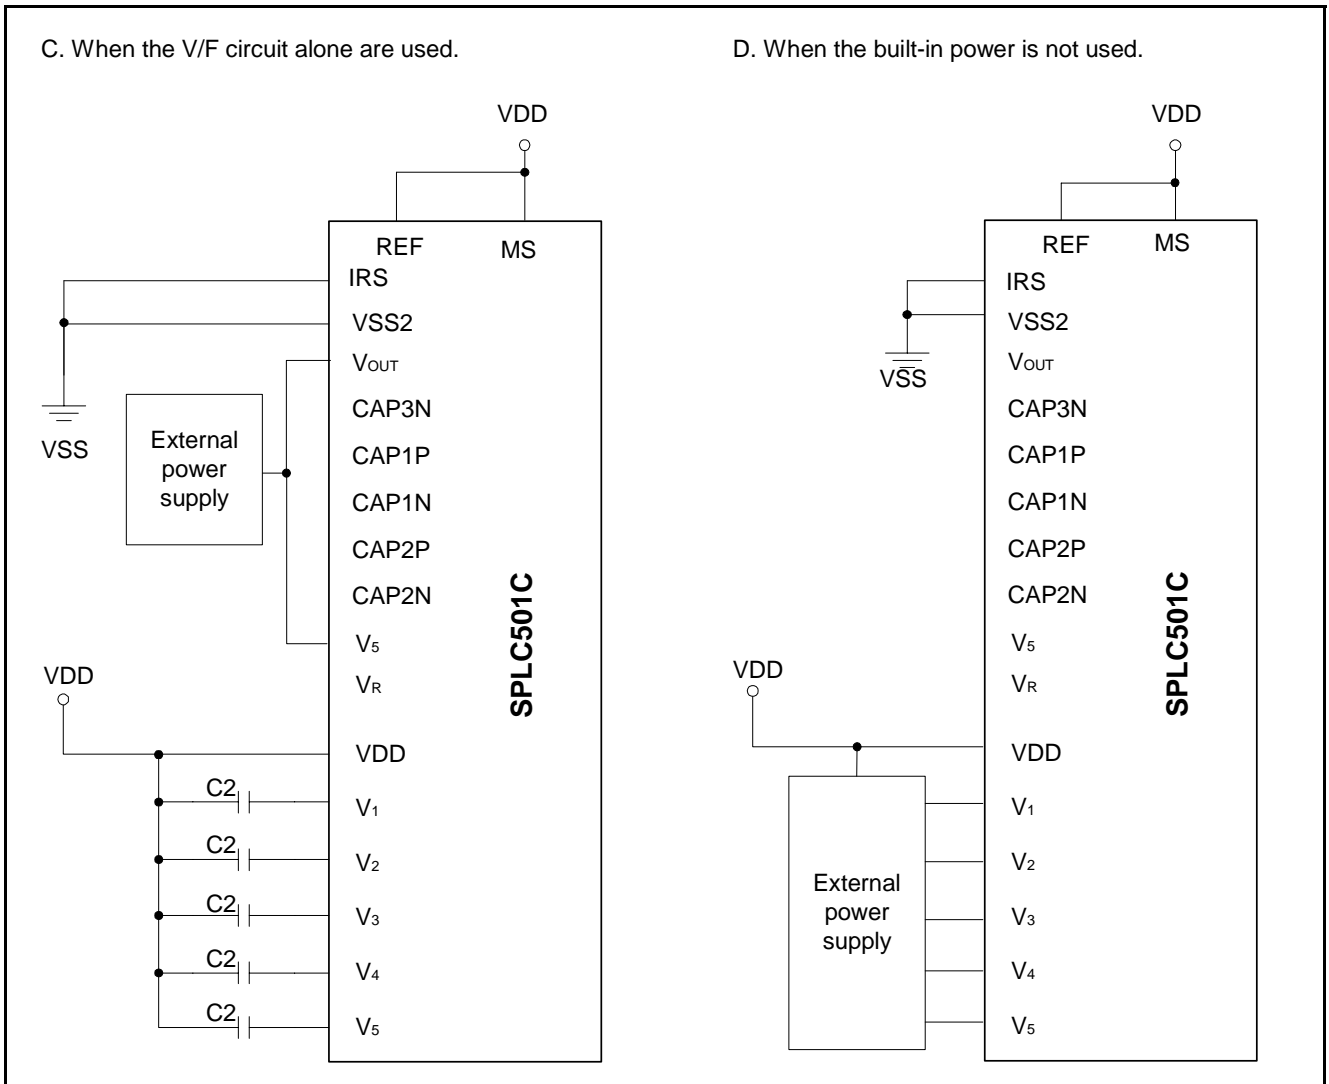 C. When the V/F circuit alone are used.
VDD
REF
MS
IRS
VSS2
VOUT
CAP3N
CAP1P
CAP1N
CAP2P
CAP2N
V5
VR
VDD
V1
V2
V3
V4
V5
SPLC501C
VSS
External
power
supply
VDD
C2
C2
C2
C2
C2
D. When the built-in power is not used.
VDD
REF
MS
IRS
VSS2
VOUT
CAP3N
CAP1P
CAP1N
CAP2P
CAP2N
V5
VR
VDD
V1
V2
V3
V4
V5
SPLC501C
VSS
VDD
External
power
supply